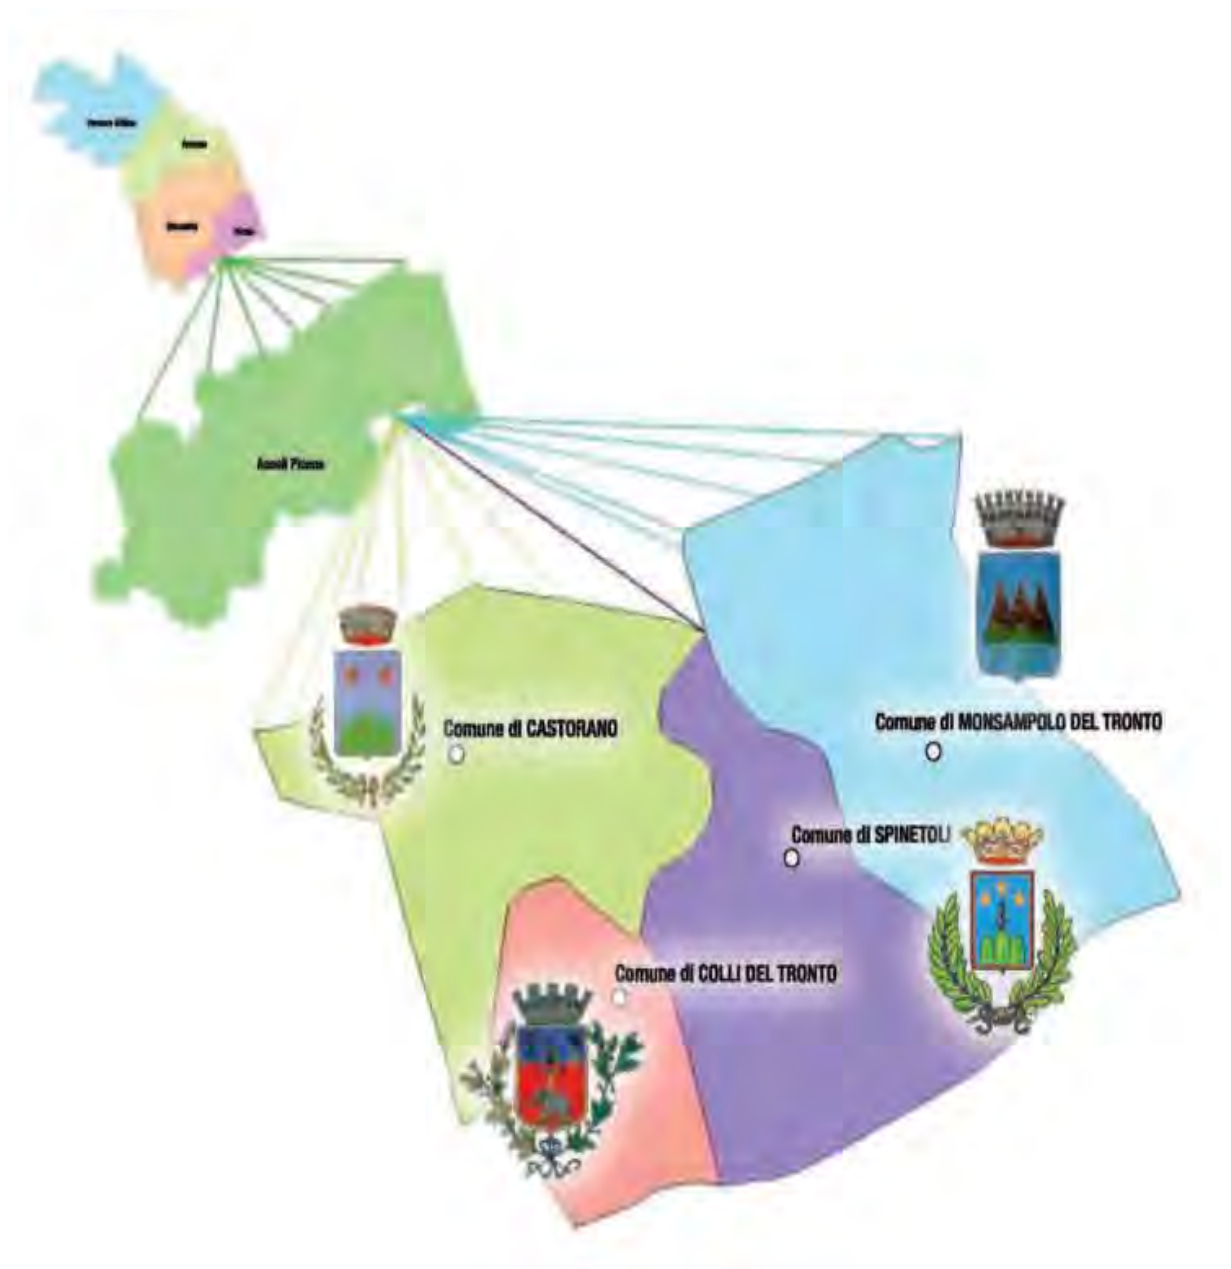 Ascoli Piceno
Comune di CASTORANO
Comune di MONSAMPOLO DEL TRONTO
Comune di SPINETOLI
Comune di COLLI DEL TRONTO